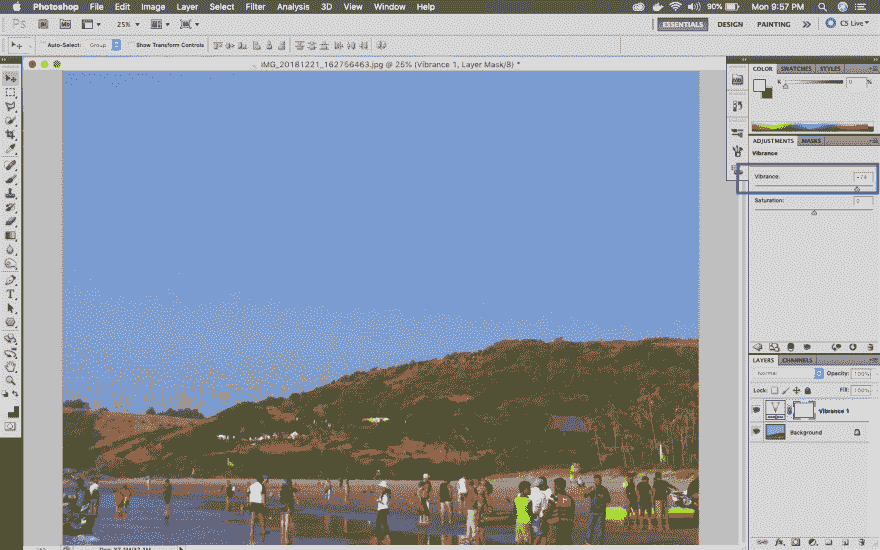 Photoshop File Edit Image Layer Select Filter Analysis 3D View Window Help 90% Mon 9:57 PM
Ps Br Mb 25% ESSENTIALS DESIGN PAINTING CS Live
Auto-Select: Group Show Transform Controls
IMG_20181221_162756463.jpg @ 25% (Vibrance 1, Layer Mask/8) *
COLOR SWATCHES STYLES
K 0 %
ADJUSTMENTS MASKS
Vibrance
Vibrance:
Saturation: 0
LAYERS CHANNELS
Normal Opacity: 100%
Lock: Fill: 100%
Vibrance 1
Background